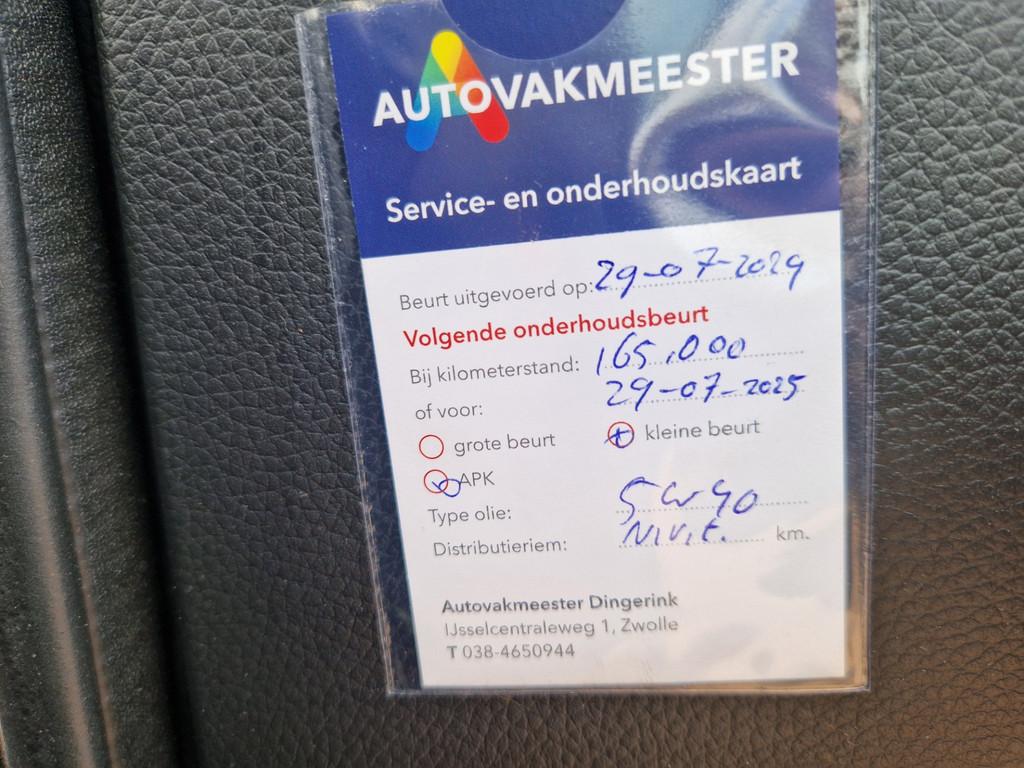 AUTOVAKMEESTER
Service- en onderhoudskaart
Beurt uitgevoerd op: 29-07-2024
Volgende onderhoudsbeurt
Bij kilometerstand: 165.000
of voor: 29-07-2025
grote beurt kleine beurt
APK
Type olie: 5w40
Distributieriem: N.V.t. km.
Autovakmeester Dingerink
IJsselcentraleweg 1, Zwolle
T 038-4650944